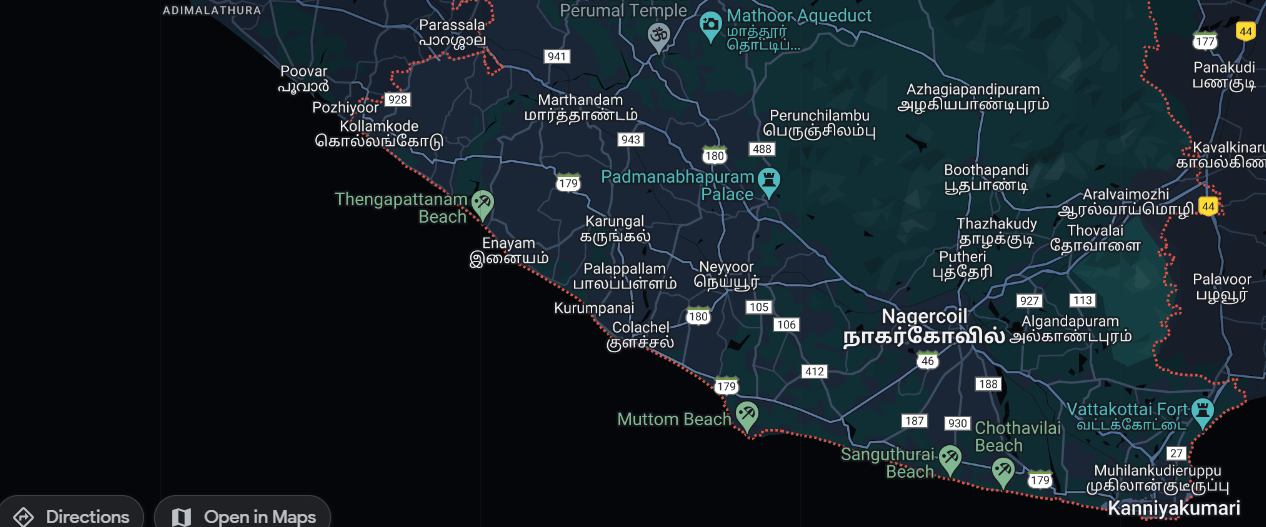 ADIMALATHURA
Perumal Temple
Mathoor Aqueduct
மாத்தூர்
தொட்டிப்...
Parassala
പാറശ്ശാല
941
177
44
Panakudi
பணகுடி
Poovar
പൂവാർ
Pozhiyoor
928
Marthandam
மார்த்தாண்டம்
Azhagiapandipuram
அழகியபாண்டிபுரம்
Kollamkode
கொல்லங்கோடு
Perunchilambu
பெருஞ்சிலம்பு
943
180
488
Kavalkinaru
காவல்கிண
Boothapandi
பூதபாண்டி
179
Padmanabhapuram
Palace
Thengapattanam
Beach
Aralvaimozhi
ஆரல்வாய்மொழி
44
Karungal
கருங்கல்
Thazhakudy
தாழக்குடி
Thovalai
தோவாளை
Enayam
இனையம்
Putheri
புத்தேரி
Palappallam
பாலப்பள்ளம்
Neyyoor
நெய்யூர்
Palavoor
பழவூர்
Kurumpanai
180
105
106
927
113
Colachel
குளச்சல்
Nagercoil
நாகர்கோவில்
Algandapuram
அல்காண்டபுரம்
46
412
179
188
Muttom Beach
187
930
Vattakottai Fort
வட்டக்கோட்டை
Chothavilai
Beach
Sanguthurai
Beach
179
27
Muhilankudieruppu
முகிலான்குடீருப்பு
Kanniyakumari
Directions
Open in Maps